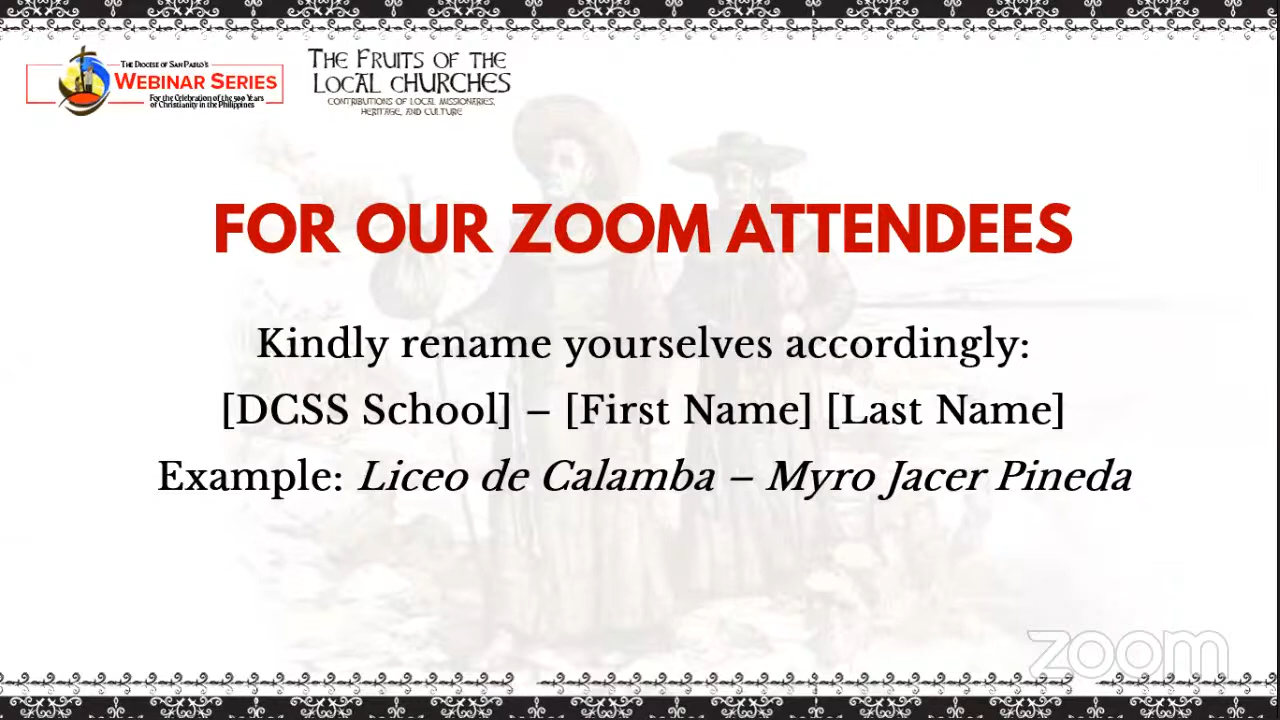 THE DIOCESE OF SAN PABLO'S
WEBINAR SERIES
For the Celebration of the 500 Years
of Christianity in the Philippines
THE FRUITS OF THE
LOCAL CHURCHES
CONTRIBUTIONS OF LOCAL MISSIONARIES,
HERITAGE, AND CULTURE
FOR OUR ZOOM ATTENDEES
Kindly rename yourselves accordingly:
[DCSS School] – [First Name] [Last Name]
Example: Liceo de Calamba – Myro Jacer Pineda
zoom